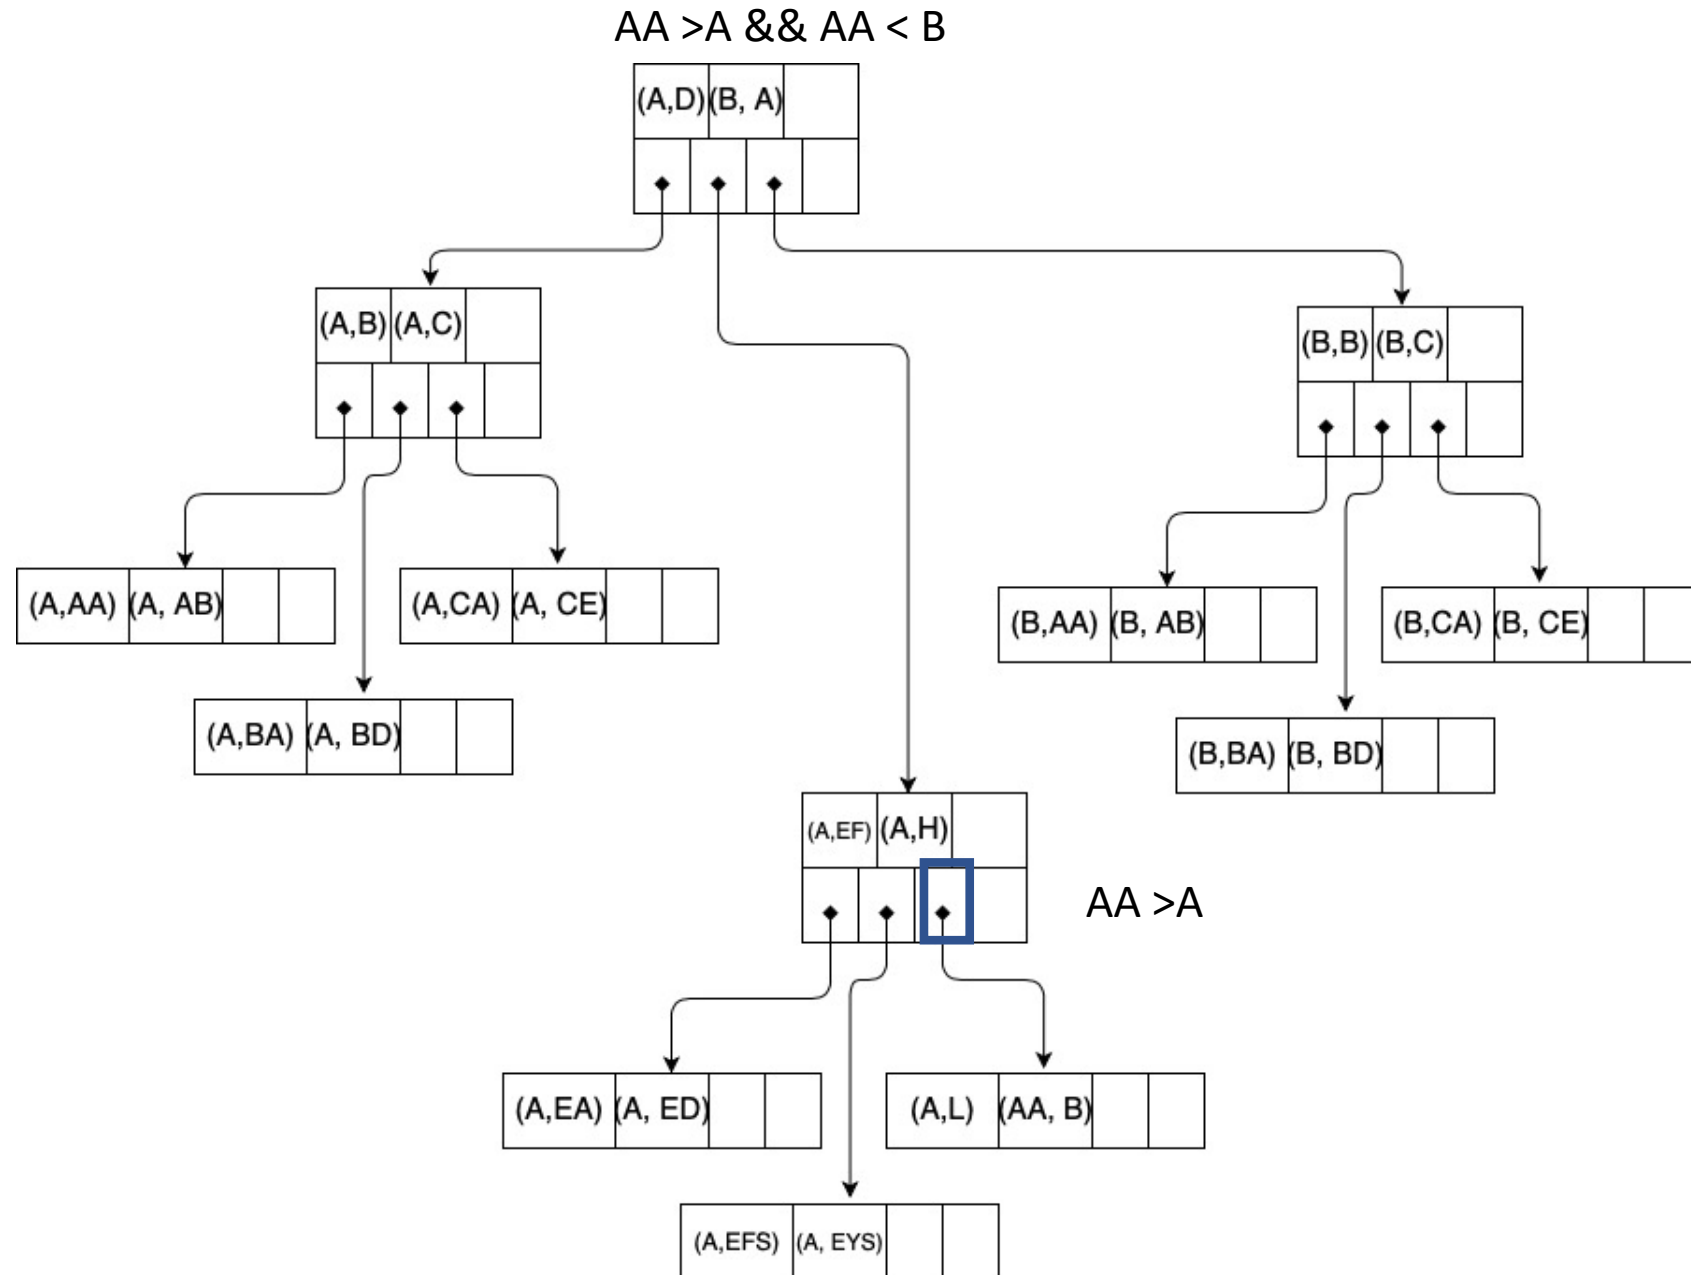 AA >A && AA < B
(A,D) (B, A)
(A,B) (A,C)
(B,B) (B,C)
(A,AA) (A, AB)
(A,CA) (A, CE)
(B,AA) (B, AB)
(B,CA) (B, CE)
(A,BA) (A, BD)
(B,BA) (B, BD)
(A,EF) (A,H)
AA >A
(A,EA) (A, ED)
(A,L) (AA, B)
(A,EFS) (A, EYS)